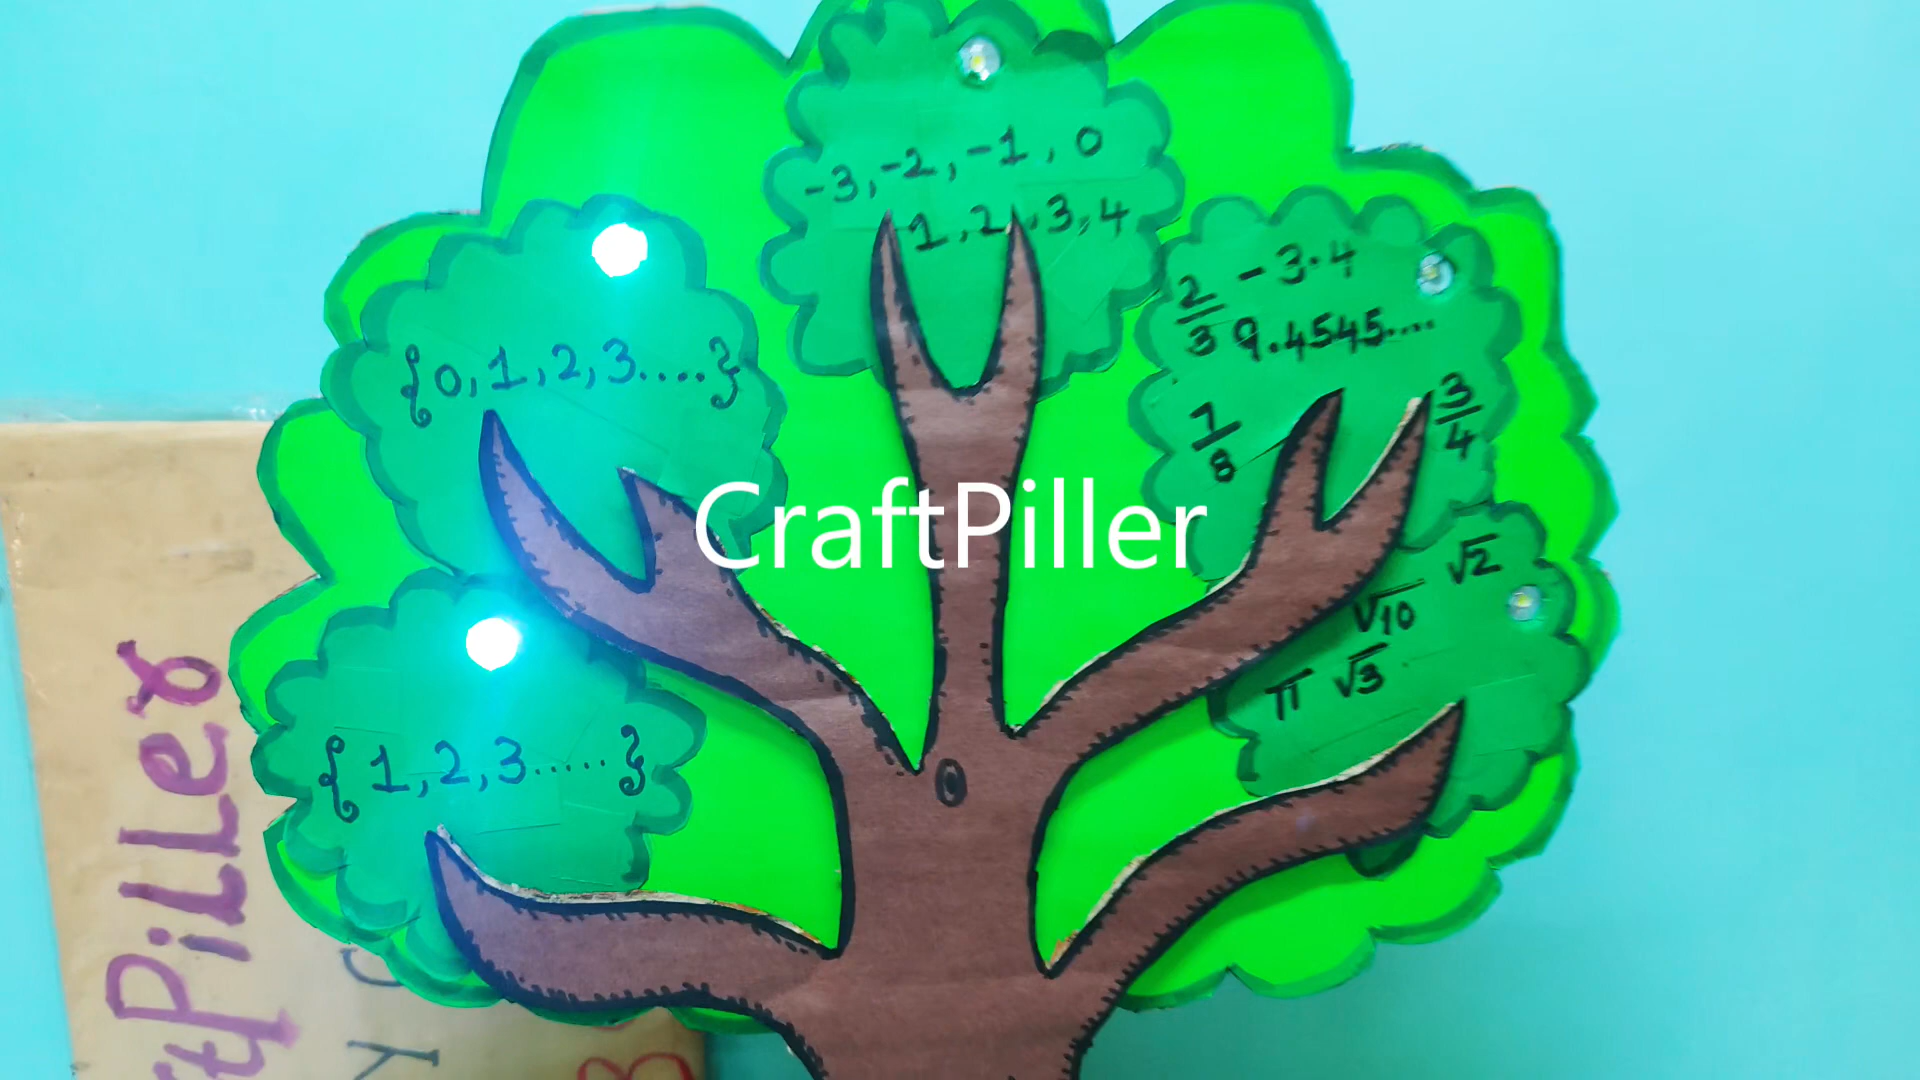 -3, -2, -1, 0
1, 2, 3, 4
{0, 1, 2, 3....}
2/3 -3.4
9.4545....
7/8
3/4
CraftPiller
√2
√10
π √3
{1, 2, 3.....}
tPiller
y
B